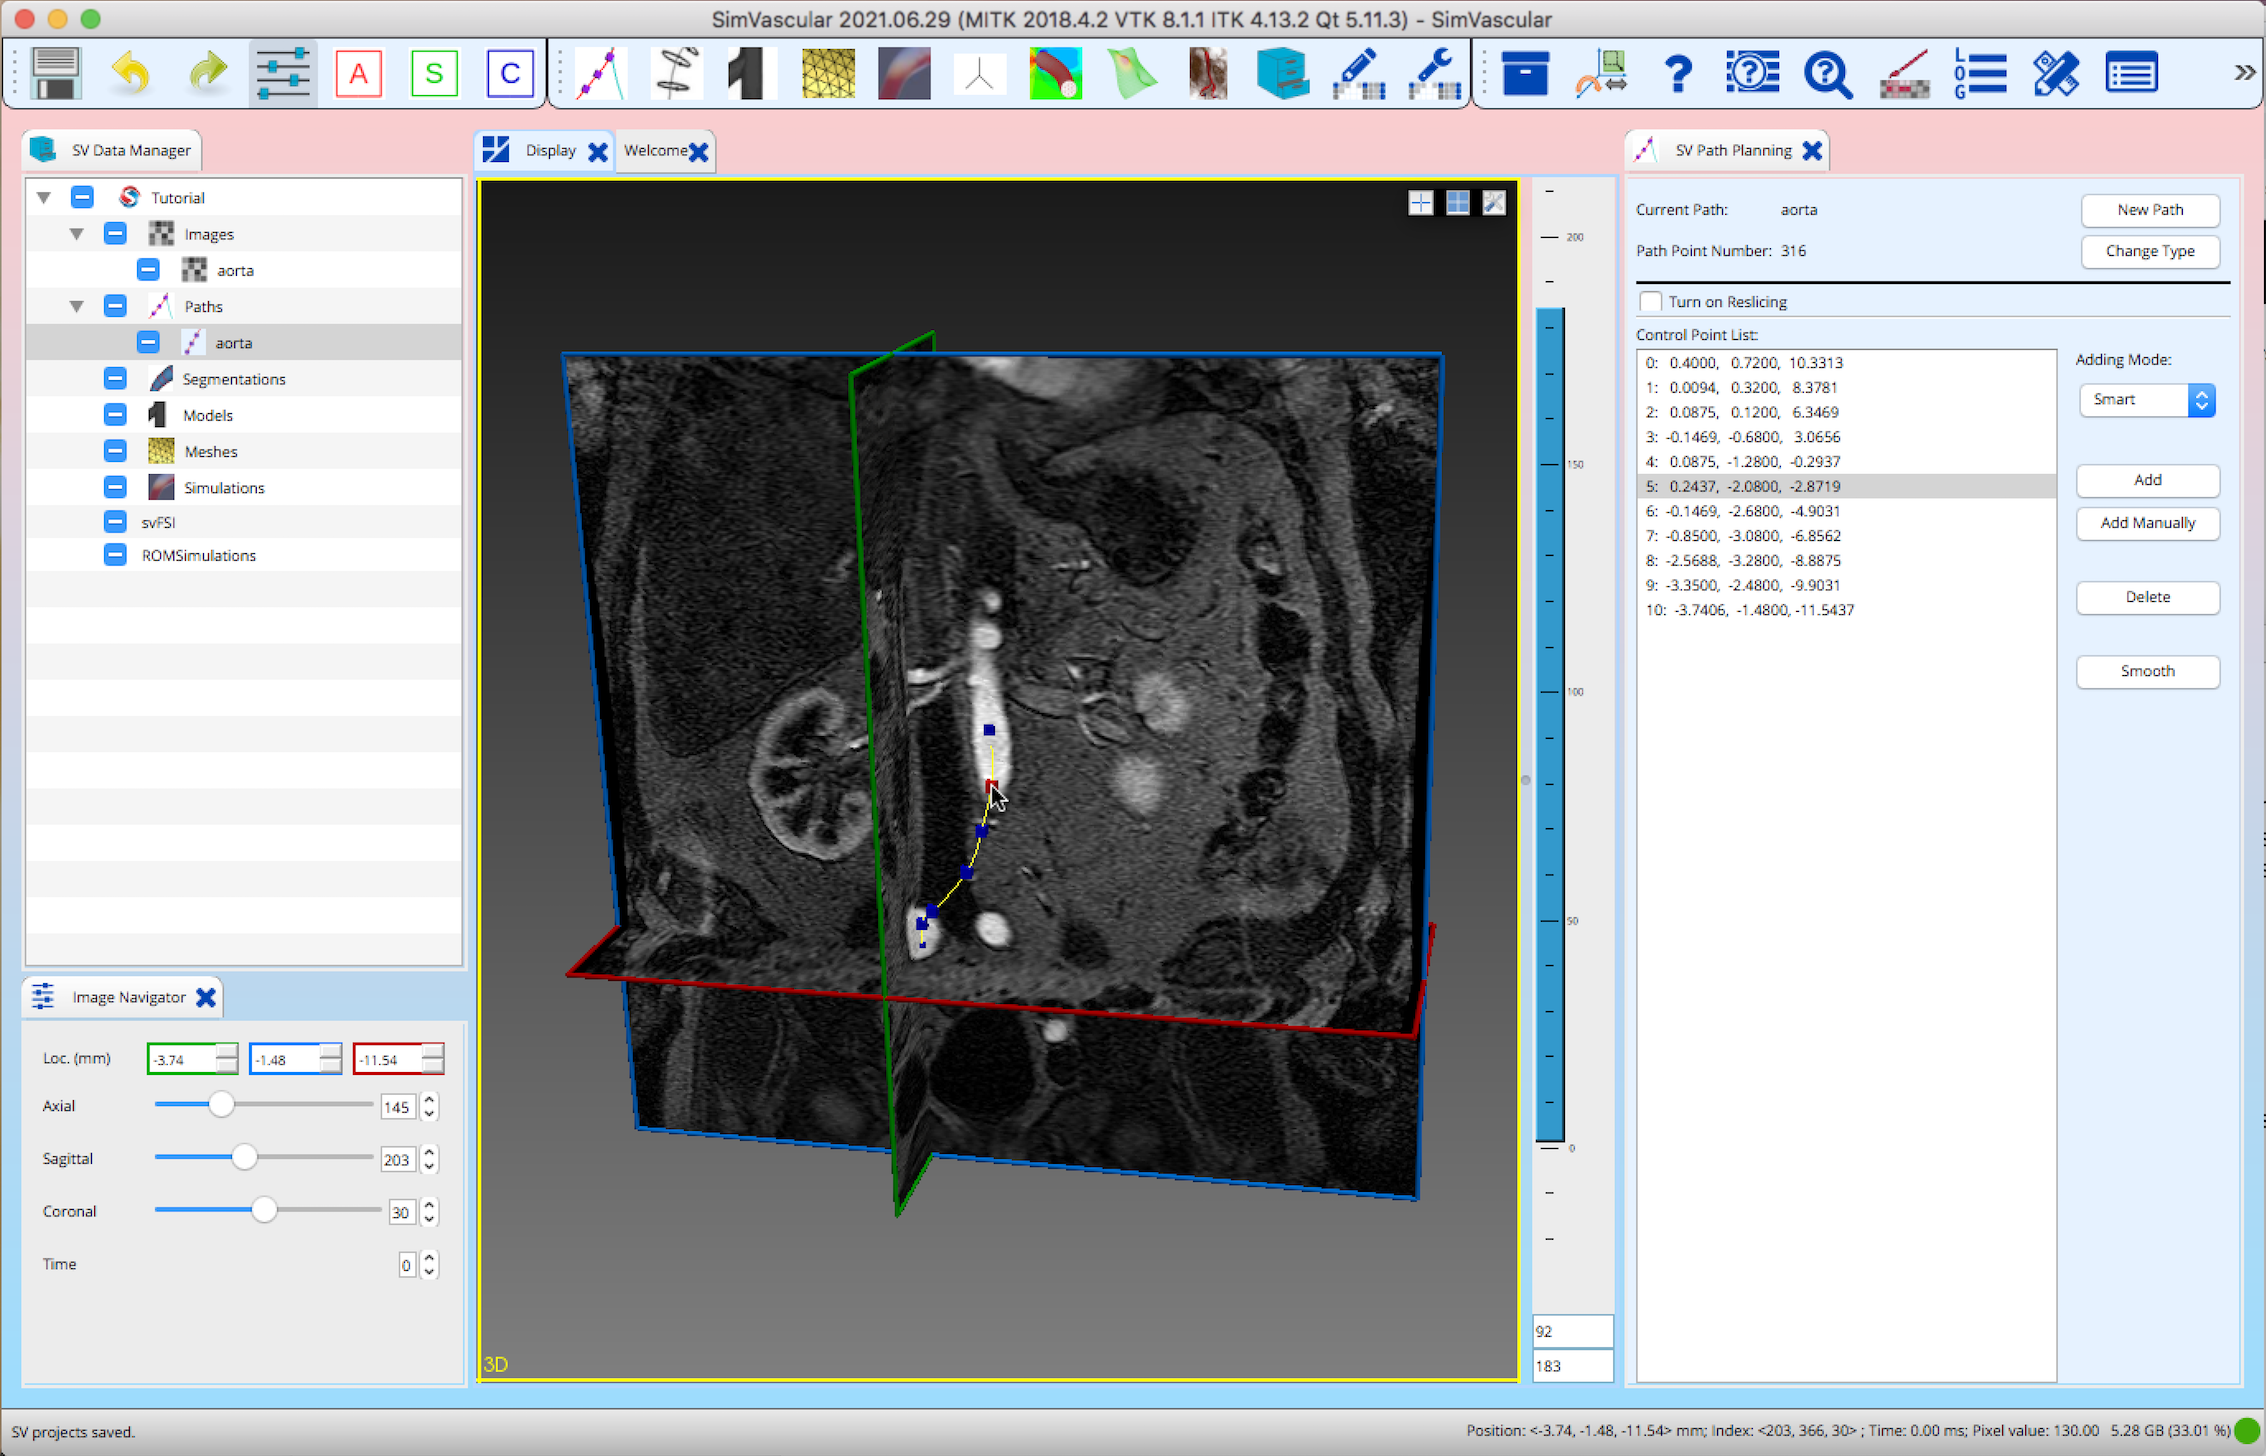 SimVascular 2021.06.29 (MITK 2018.4.2 VTK 8.1.1 ITK 4.13.2 Qt 5.11.3) - SimVascular
A S C ? ? ? LOG »
SV Data Manager
Tutorial
Images
aorta
Paths
aorta
Segmentations
Models
Meshes
Simulations
svFSI
ROMSimulations
Image Navigator
Loc. (mm) -3.74 -1.48 -11.54
Axial 145
Sagittal 203
Coronal 30
Time 0
Display Welcome
3D
200
150
100
50
0
92
183
SV Path Planning
Current Path: aorta New Path
Path Point Number: 316 Change Type
Turn on Reslicing
Control Point List:
0: 0.4000, 0.7200, 10.3313
1: 0.0094, 0.3200, 8.3781
2: 0.0875, 0.1200, 6.3469
3: -0.1469, -0.6800, 3.0656
4: 0.0875, -1.2800, -0.2937
5: 0.2437, -2.0800, -2.8719
6: -0.1469, -2.6800, -4.9031
7: -0.8500, -3.0800, -6.8562
8: -2.5688, -3.2800, -8.8875
9: -3.3500, -2.4800, -9.9031
10: -3.7406, -1.4800, -11.5437
Adding Mode:
Smart
Add
Add Manually
Delete
Smooth
SV projects saved.
Position: <-3.74, -1.48, -11.54> mm; Index: <203, 366, 30> ; Time: 0.00 ms; Pixel value: 130.00 5.28 GB (33.01 %)